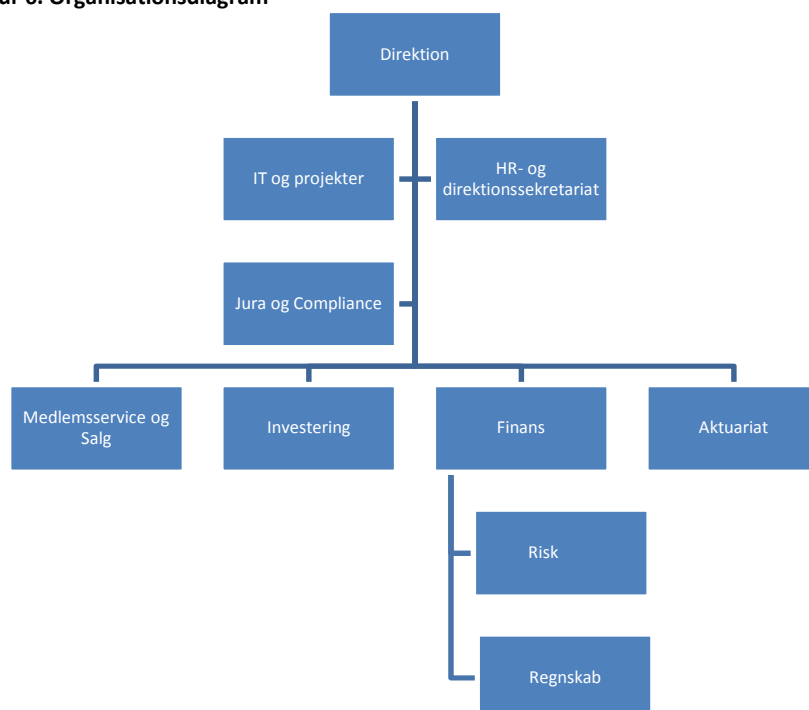 Organisationsdiagram
Direktion
IT og projekter
HR- og
direktionssekretariat
Jura og Compliance
Medlemsservice og
Salg
Investering
Finans
Aktuariat
Risk
Regnskab